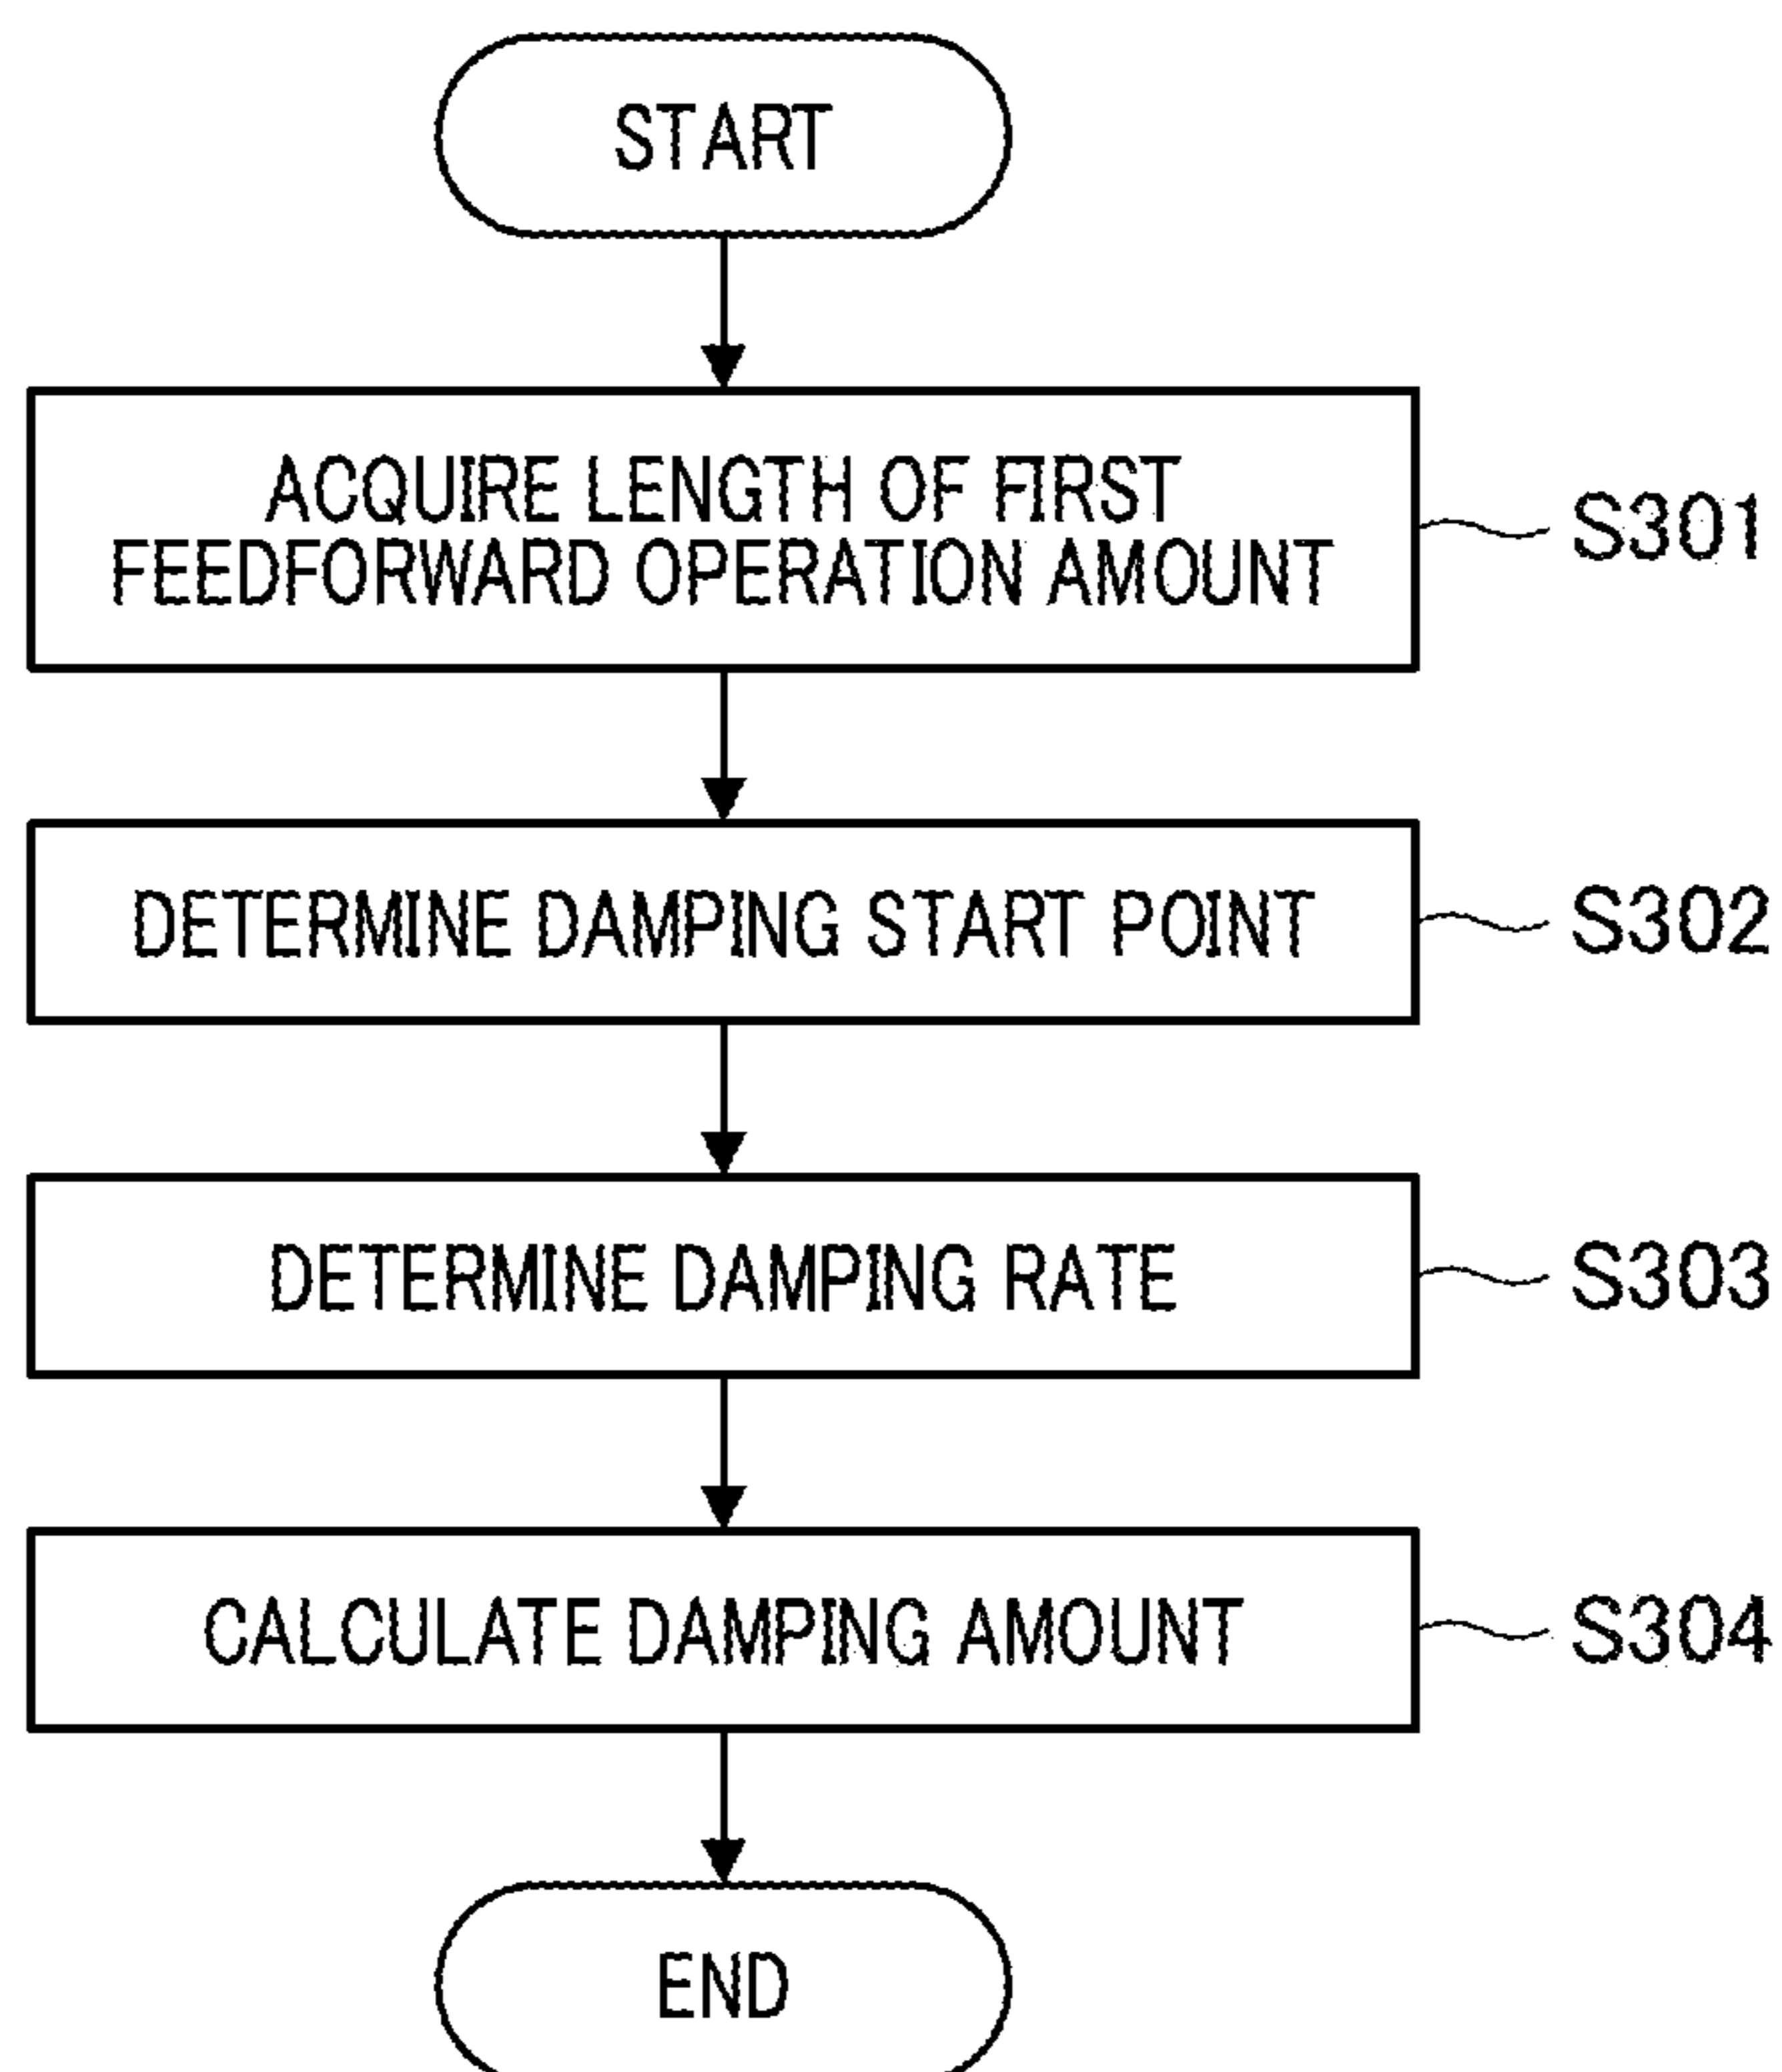 START
ACQUIRE LENGTH OF FIRST
FEEDFORWARD OPERATION AMOUNT
S301
DETERMINE DAMPING START POINT
S302
DETERMINE DAMPING RATE
S303
CALCULATE DAMPING AMOUNT
S304
END